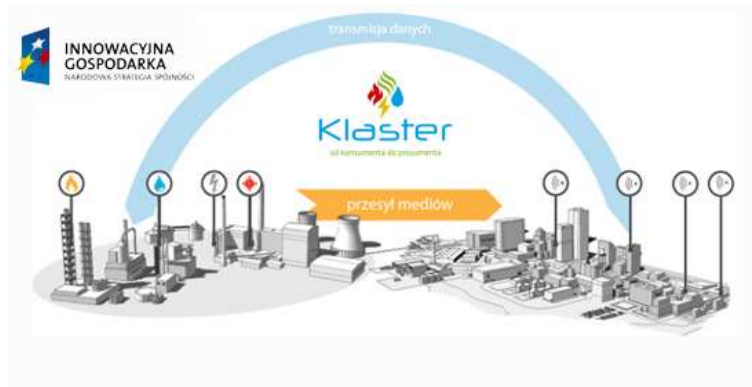 transmisja danych
INNOWACYJNA
GOSPODARKA
NARODOWA STRATEGIA SPÓJNOŚCI
Klaster
od konsumenta do prosumenta
przesył mediów